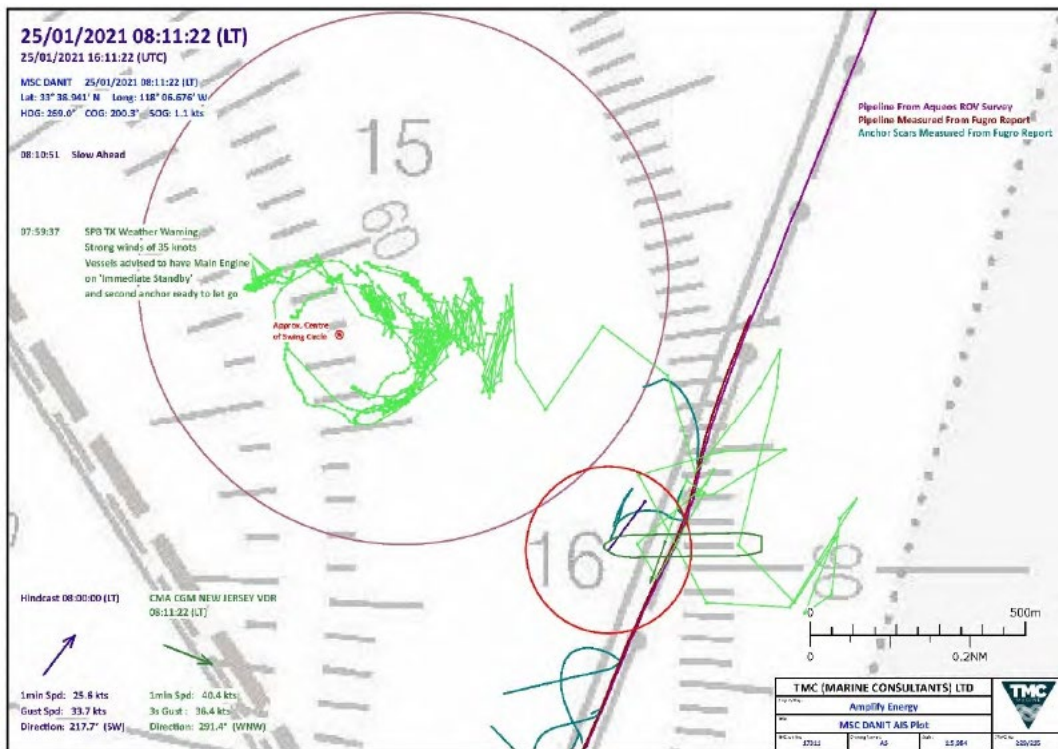 25/01/2021 08:11:22 (LT)
25/01/2021 16:11:22 (UTC)
MSC DANIT 25/01/2021 08:11:22 (LT)
Lat: 33° 38.941' N Long: 118° 06.676' W
HDG: 269.0° COG: 200.3° SOG: 1.1 kts
08:10:51 Slow Ahead
07:59:37 SPB TX Weather Warning
Strong winds of 35 knots
Vessels advised to have Main Engine
on 'Immediate Standby'
and second anchor ready to let go
Pipeline From Aqueos ROV Survey
Pipeline Measured From Fugro Report
Anchor Scars Measured From Fugro Report
15
Approx. Centre
of Swing Circle
16
Hindcast 08:00:00 (LT)
1min Spd: 25.6 kts
Gust Spd: 33.7 kts
Direction: 217.7° (SW)
CMA CGM NEW JERSEY VDR
08:11:22 (LT)
1min Spd: 40.4 kts
3s Gust : 36.4 kts
Direction: 291.4° (WNW)
0 500m
0 0.2NM
TMC (MARINE CONSULTANTS) LTD
Amplify Energy
MSC DANIT AIS Plot
A3
TMC